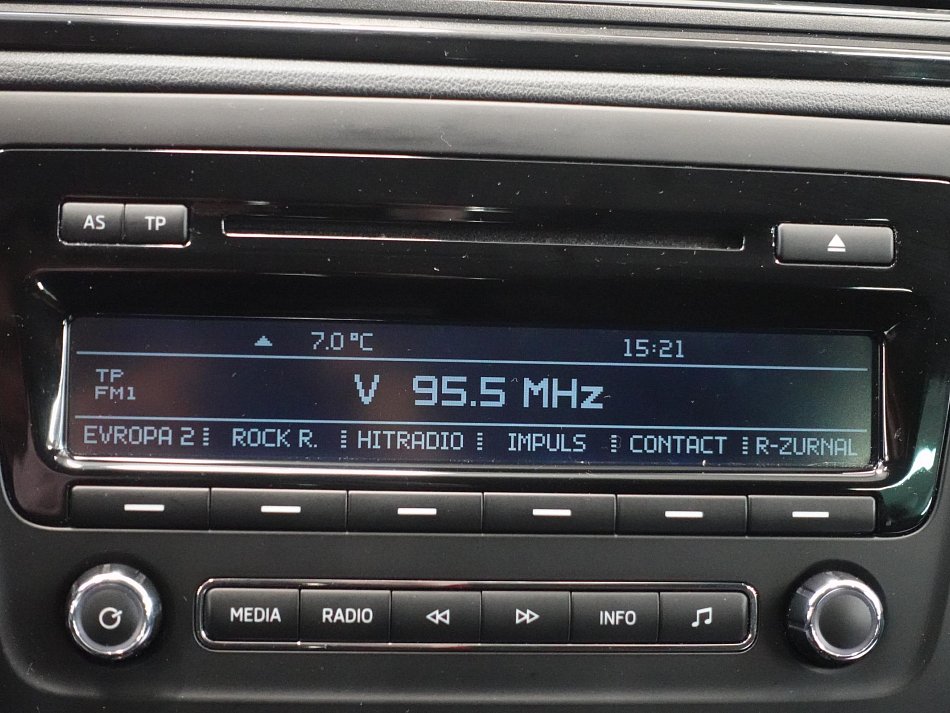 AS TP
7.0 °C 15:21
TP
FM1
V 95.5 MHz
EVROPA 2 ROCK R. HITRADIO IMPULS CONTACT R-ZURNAL
MEDIA RADIO INFO